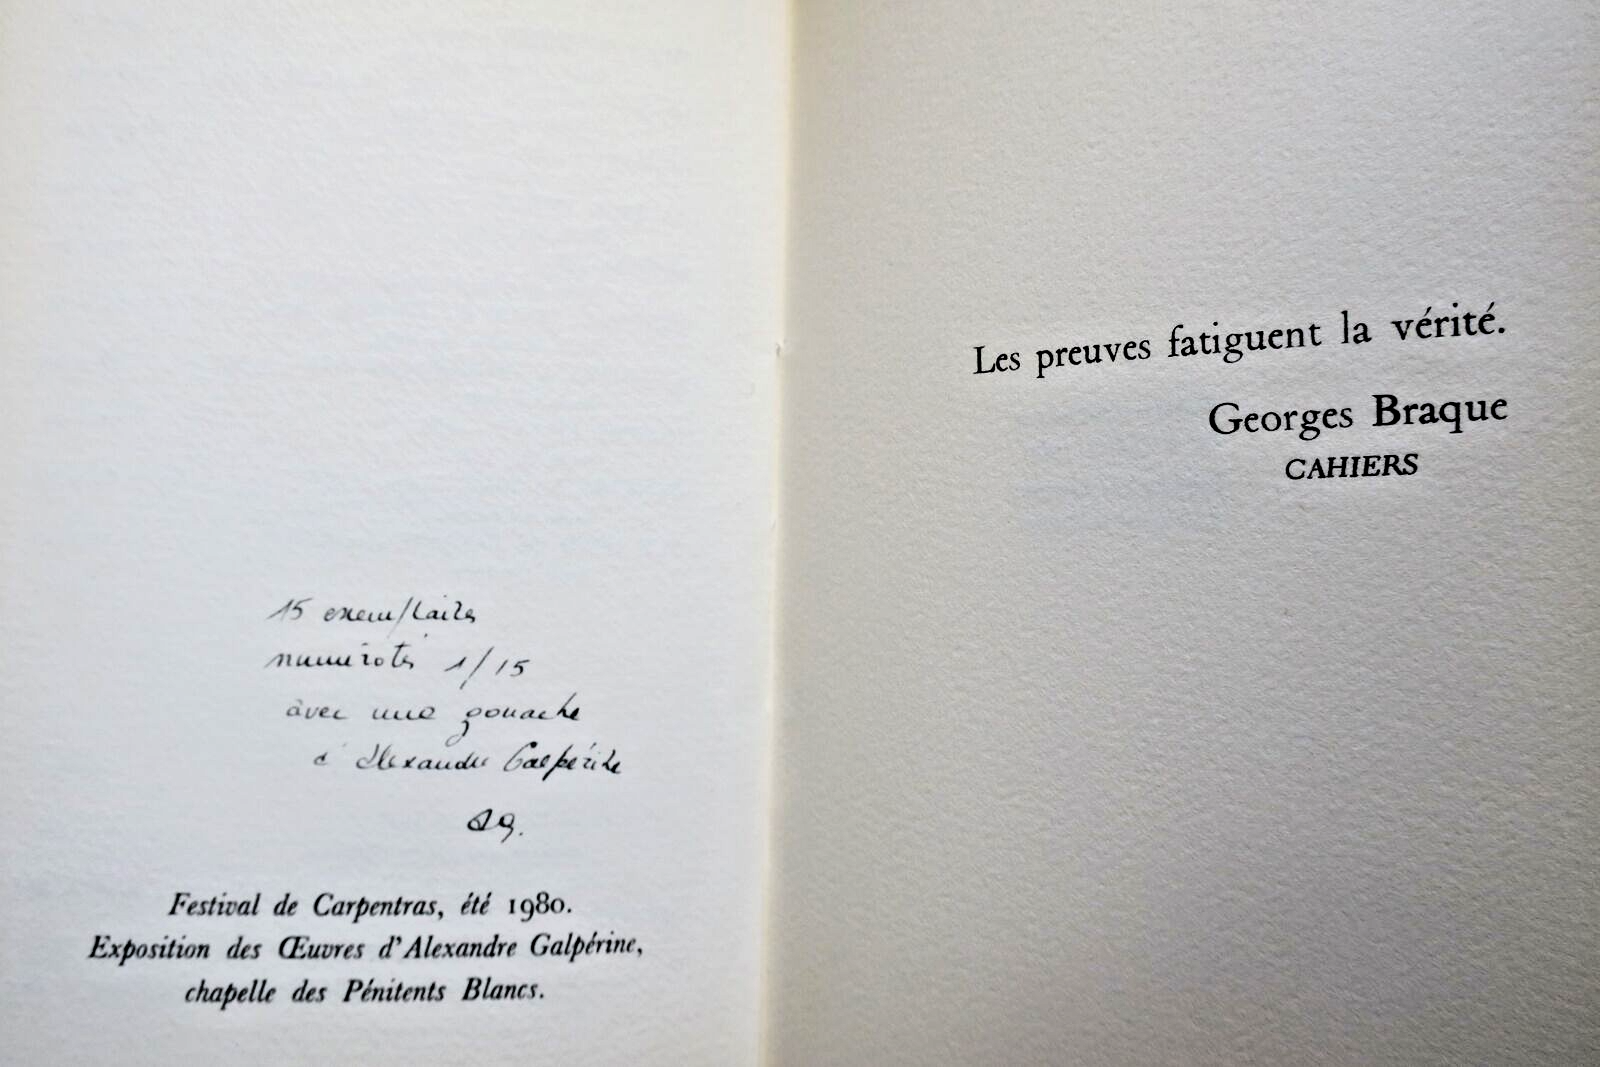 15 exemplaires
numérotés 1/15
avec une gouache
d'Alexandre Galpérine
AG.
Festival de Carpentras, été 1980.
Exposition des Œuvres d'Alexandre Galpérine,
chapelle des Pénitents Blancs.
Les preuves fatiguent la vérité.
Georges Braque
CAHIERS